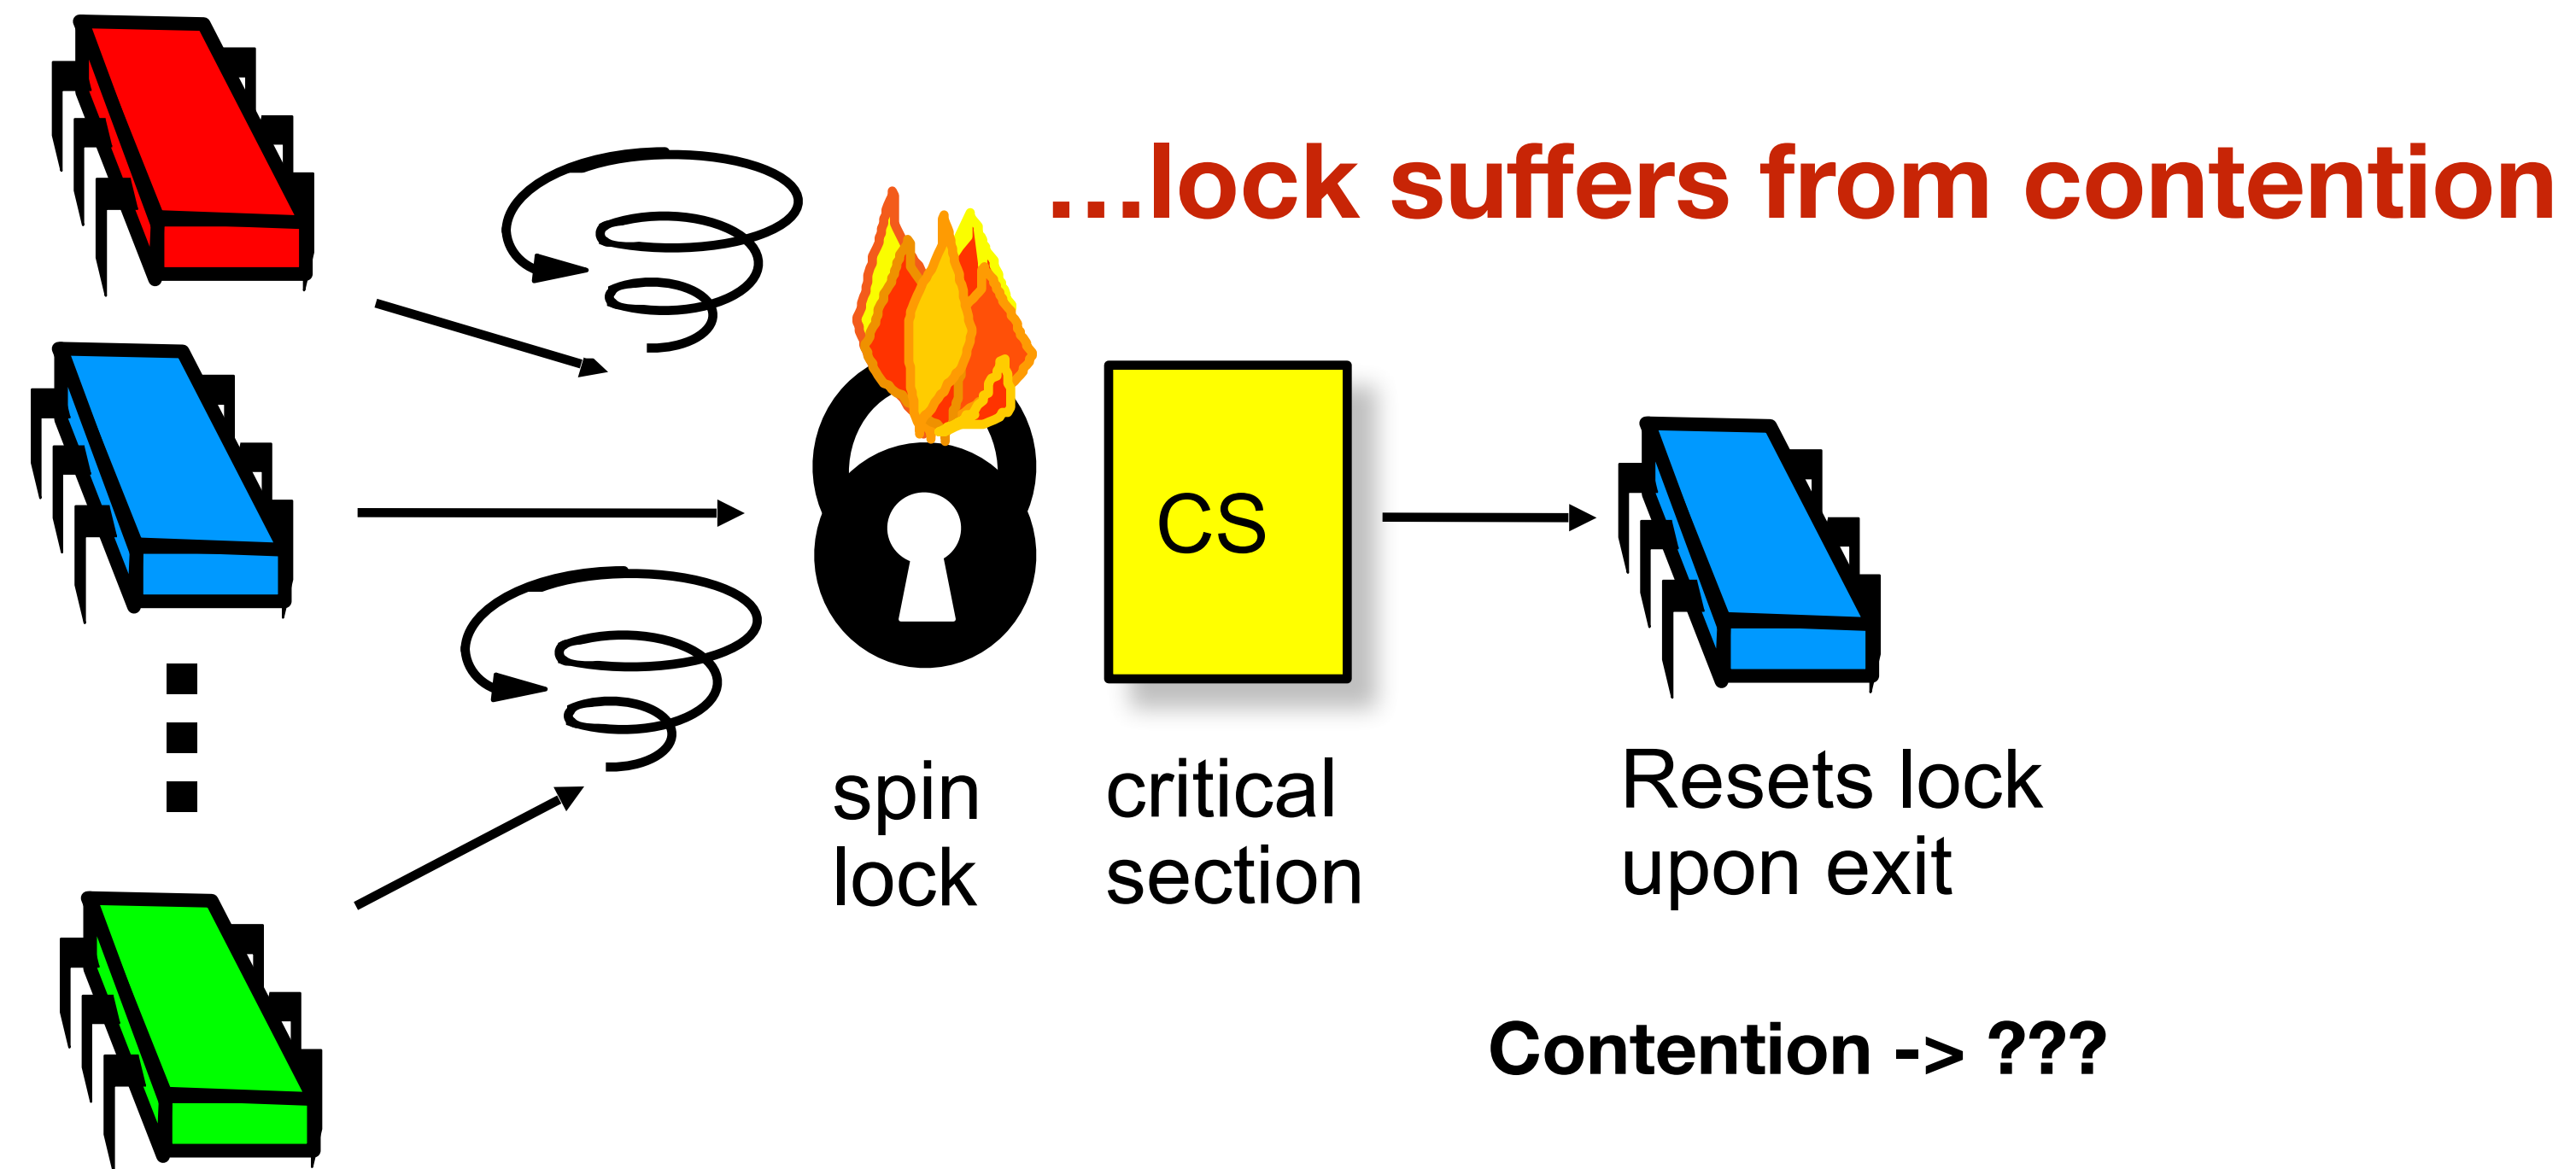 ...lock suffers from contention
CS
spin
lock
critical
section
Resets lock
upon exit
Contention -> ???